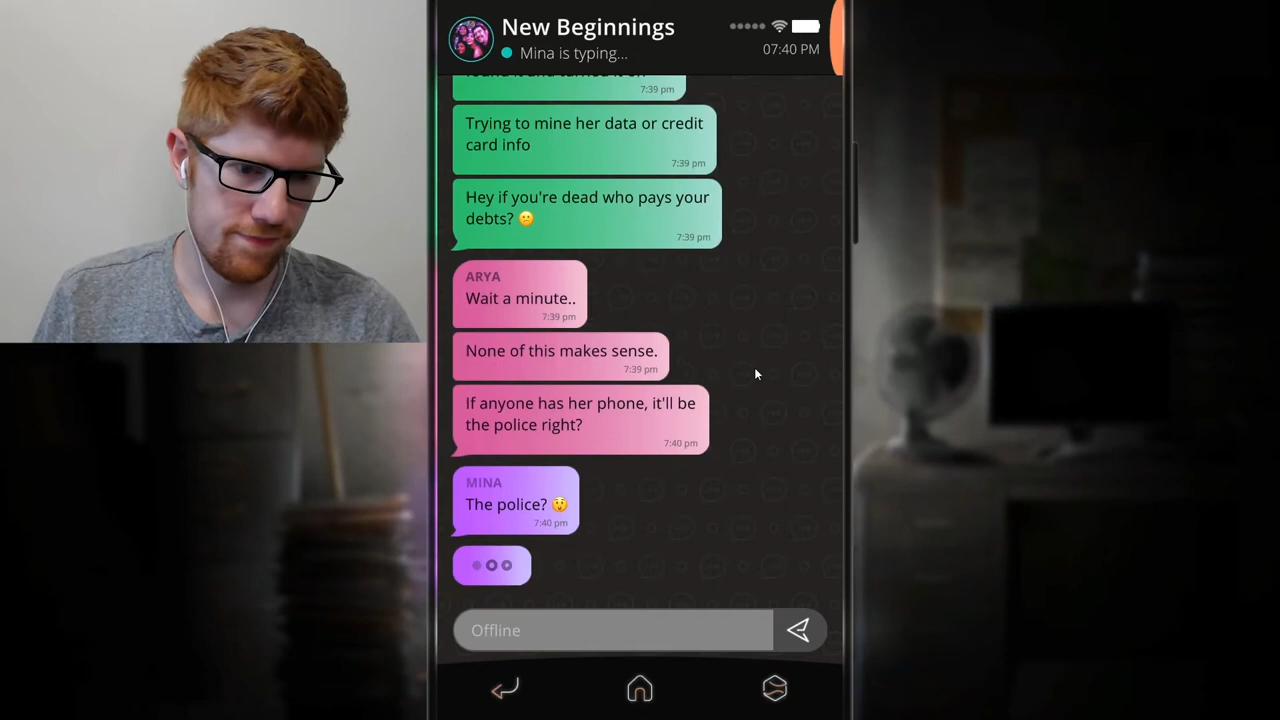 New Beginnings
Mina is typing...
07:40 PM
7:39 pm
Trying to mine her data or credit
card info
7:39 pm
Hey if you're dead who pays your
debts? 😕
7:39 pm
ARYA
Wait a minute..
7:39 pm
None of this makes sense.
7:39 pm
If anyone has her phone, it'll be
the police right?
7:40 pm
MINA
The police? 😲
7:40 pm
Offline